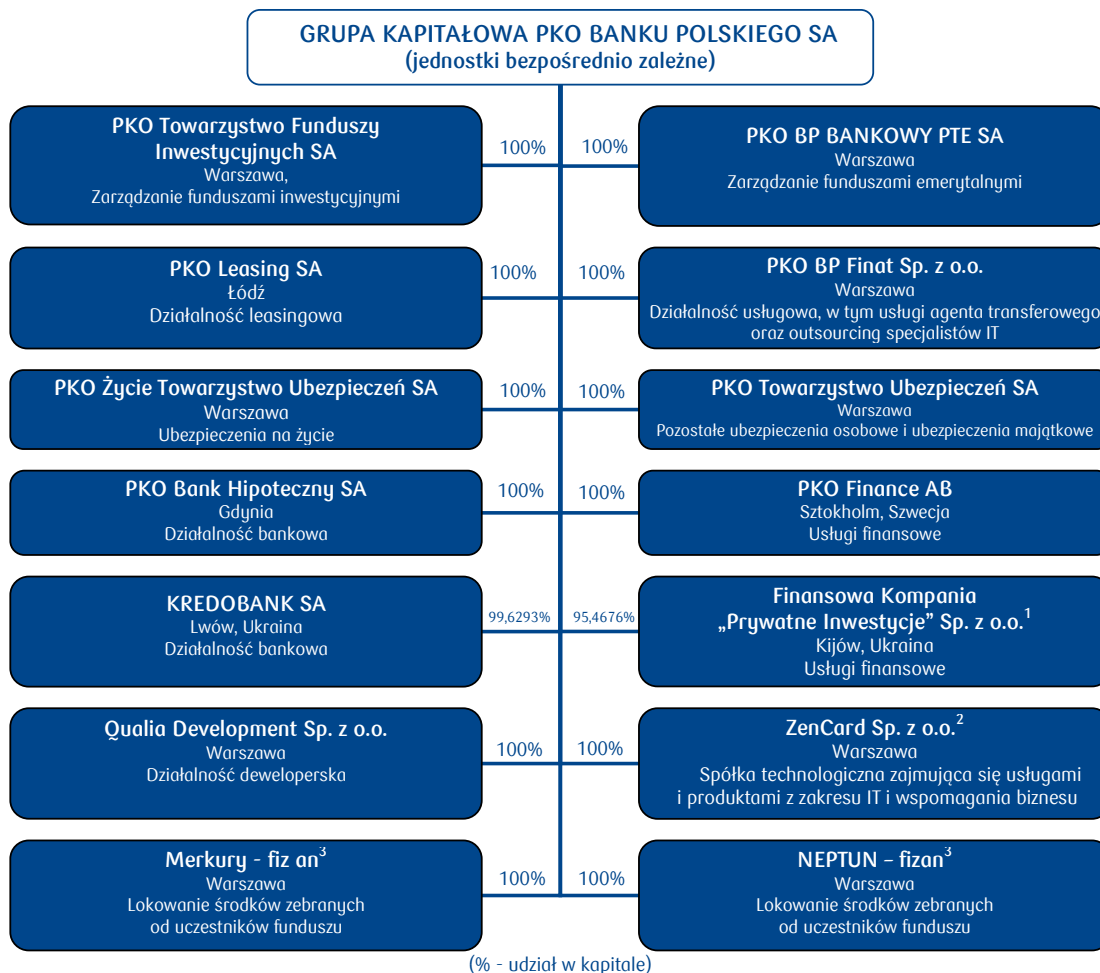 GRUPA KAPITAŁOWA PKO BANKU POLSKIEGO SA
(jednostki bezpośrednio zależne)
PKO Towarzystwo Funduszy
Inwestycyjnych SA
Warszawa,
Zarządzanie funduszami inwestycyjnymi
100%
100%
PKO BP BANKOWY PTE SA
Warszawa
Zarządzanie funduszami emerytalnymi
PKO Leasing SA
Łódź
Działalność leasingowa
100%
100%
PKO BP Finat Sp. z o.o.
Warszawa
Działalność usługowa, w tym usługi agenta transferowego
oraz outsourcing specjalistów IT
PKO Życie Towarzystwo Ubezpieczeń SA
Warszawa
Ubezpieczenia na życie
100%
100%
PKO Towarzystwo Ubezpieczeń SA
Warszawa
Pozostałe ubezpieczenia osobowe i ubezpieczenia majątkowe
PKO Bank Hipoteczny SA
Gdynia
Działalność bankowa
100%
100%
PKO Finance AB
Sztokholm, Szwecja
Usługi finansowe
KREDOBANK SA
Lwów, Ukraina
Działalność bankowa
99,6293%
95,4676%
Finansowa Kompania
„Prywatne Inwestycje” Sp. z o.o.¹
Kijów, Ukraina
Usługi finansowe
Qualia Development Sp. z o.o.
Warszawa
Działalność deweloperska
100%
100%
ZenCard Sp. z o.o.²
Warszawa
Spółka technologiczna zajmująca się usługami
i produktami z zakresu IT i wspomagania biznesu
Merkury - fiz an³
Warszawa
Lokowanie środków zebranych
od uczestników funduszu
100%
100%
NEPTUN – fizan³
Warszawa
Lokowanie środków zebranych
od uczestników funduszu
(% - udział w kapitale)